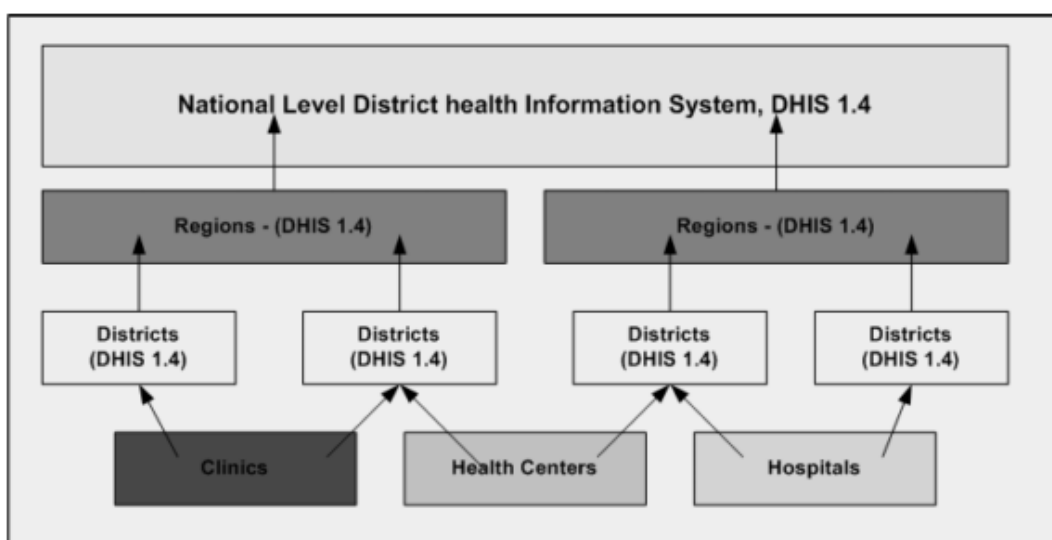 National Level District health Information System, DHIS 1.4
Regions - (DHIS 1.4)
Regions - (DHIS 1.4)
Districts
(DHIS 1.4)
Districts
(DHIS 1.4)
Districts
(DHIS 1.4)
Districts
(DHIS 1.4)
Clinics
Health Centers
Hospitals